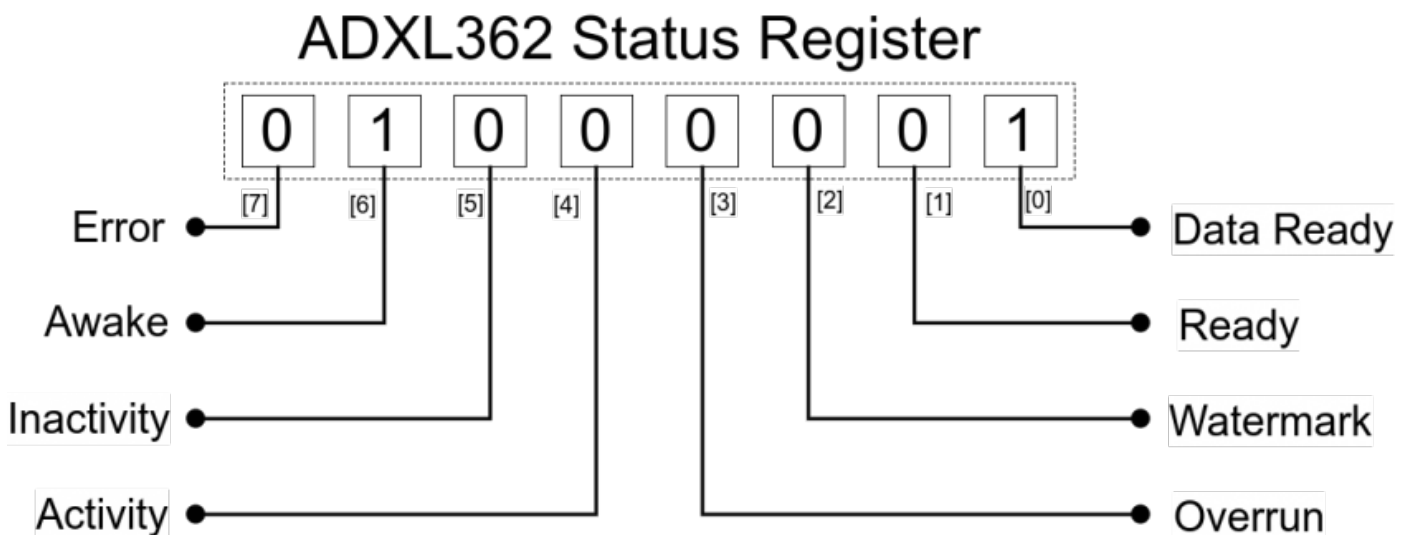 ADXL362 Status Register
0 1 0 0 0 0 0 1
[7] [6] [5] [4] [3] [2] [1] [0]
Error Data Ready
Awake Ready
Inactivity Watermark
Activity Overrun